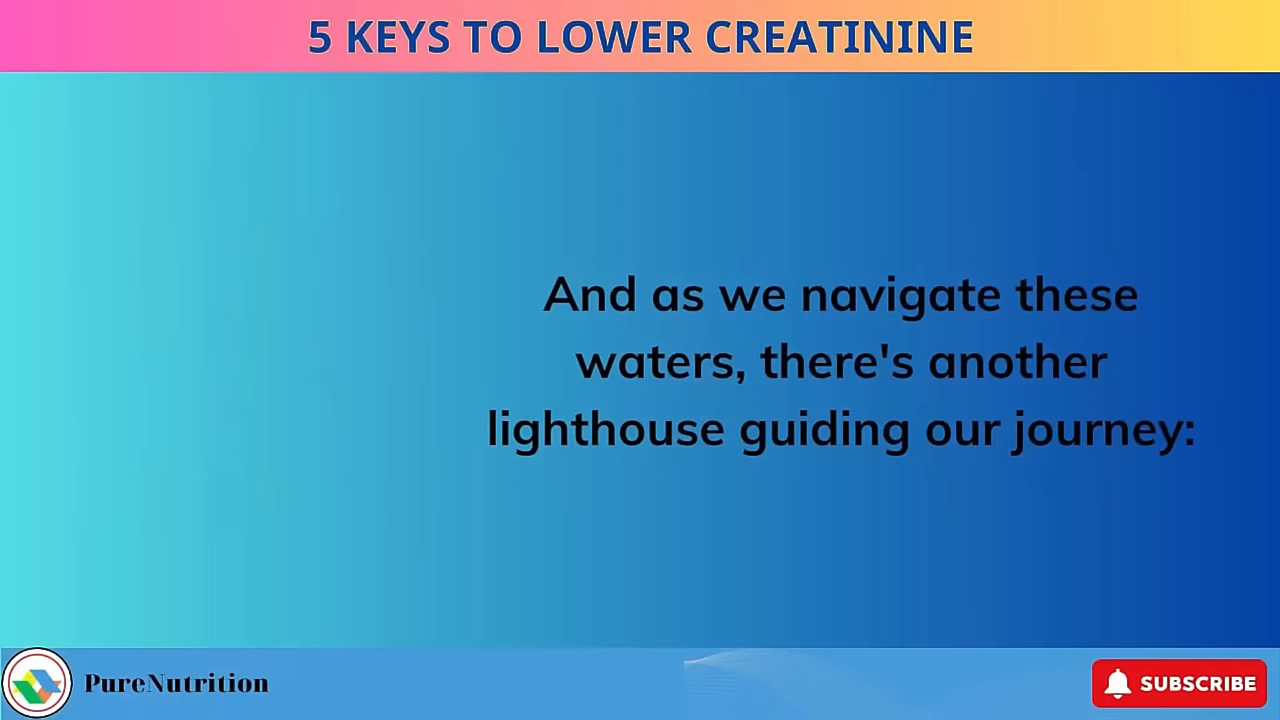 5 KEYS TO LOWER CREATININE
And as we navigate these
waters, there's another
lighthouse guiding our journey:
PureNutrition
SUBSCRIBE